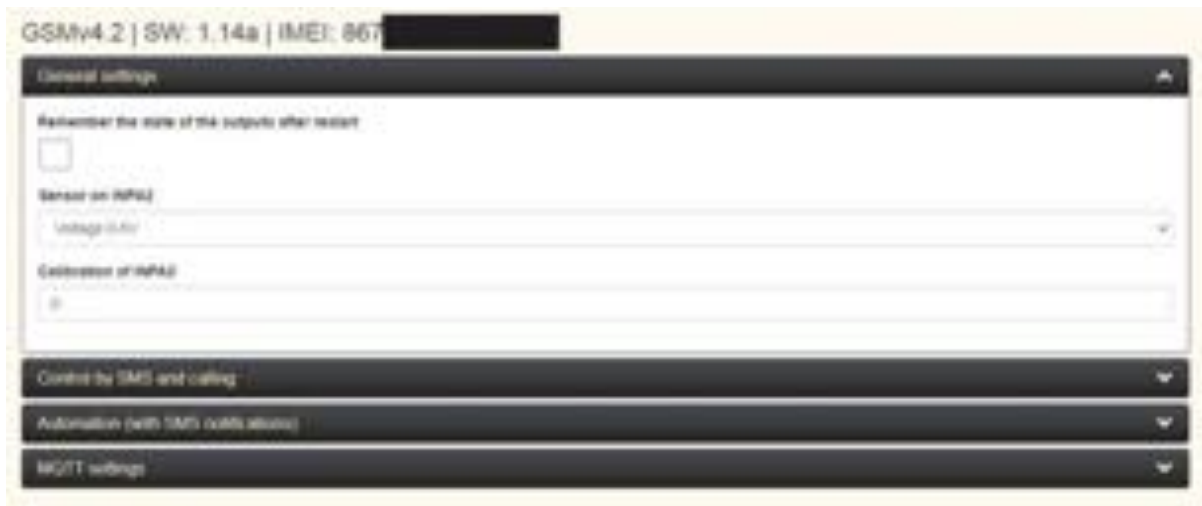 GSMv4.2 | SW: 1.14a | IMEI: 867
General settings
Remember the state of the outputs after restart
Sensor on INPA2
Voltage
Calibration of INPA2
0
Control by SMS and calling
Automation (with SMS notifications)
MQTT settings